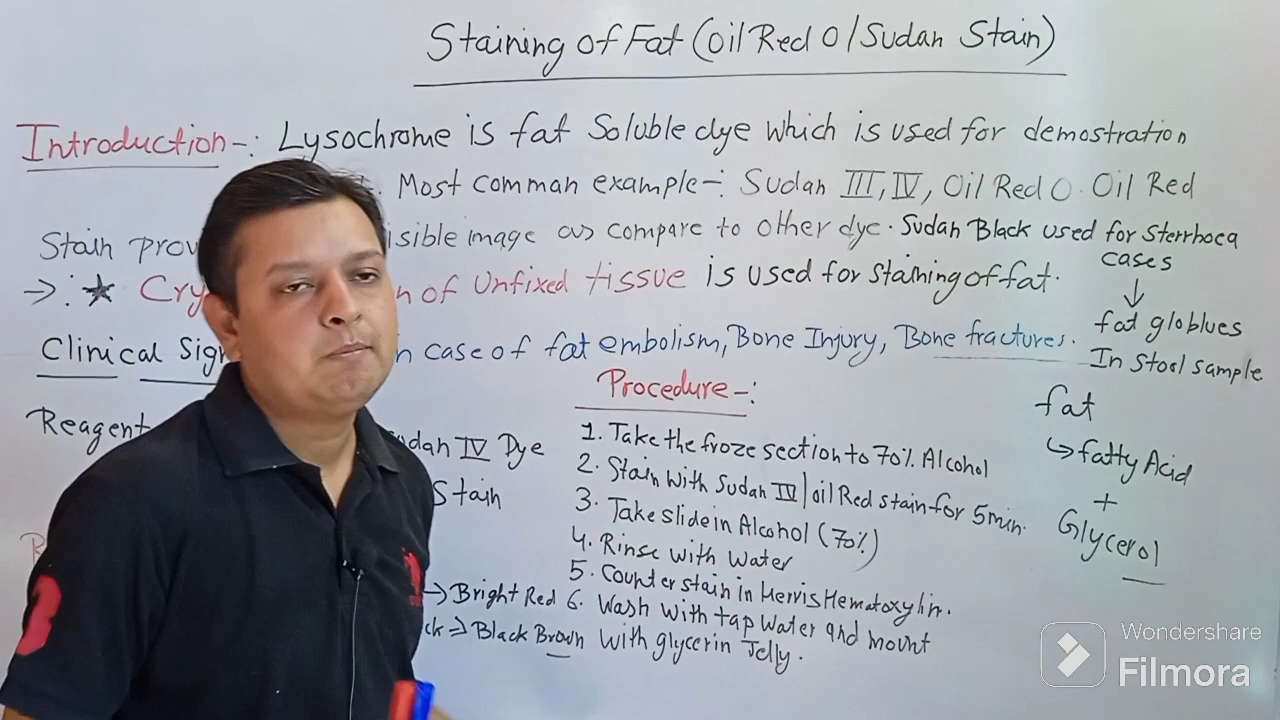 Staining of Fat (Oil Red O/Sudan Stain)
Introduction-: Lysochrome is fat Soluble dye which is used for demostration
Most comman example-: Sudan III, IV, Oil Red O. Oil Red
Stain prov isible image as compare to other dye. Sudan Black used for Sterrhoea
cases
→:★ Cry n of Unfixed tissue is used for staining of fat.
↓
fat globlues
In Stool sample
Clinical Sign n case of fat embolism, Bone Injury, Bone fractures.
Reagent Sudan IV Dye
Stain
→ Bright Red
ck → Black Brown
Procedure-:
1. Take the froze section to 70% Alcohol
2. Stain with Sudan IV/oil Red stain for 5min.
3. Take slide in Alcohol (70%)
4. Rinse with Water
5. Counter stain in Herris Hematoxylin.
6. Wash with tap water and mount
with glycerin Jelly.
fat
↳ fatty Acid
+
Glycerol
Wondershare
Filmora